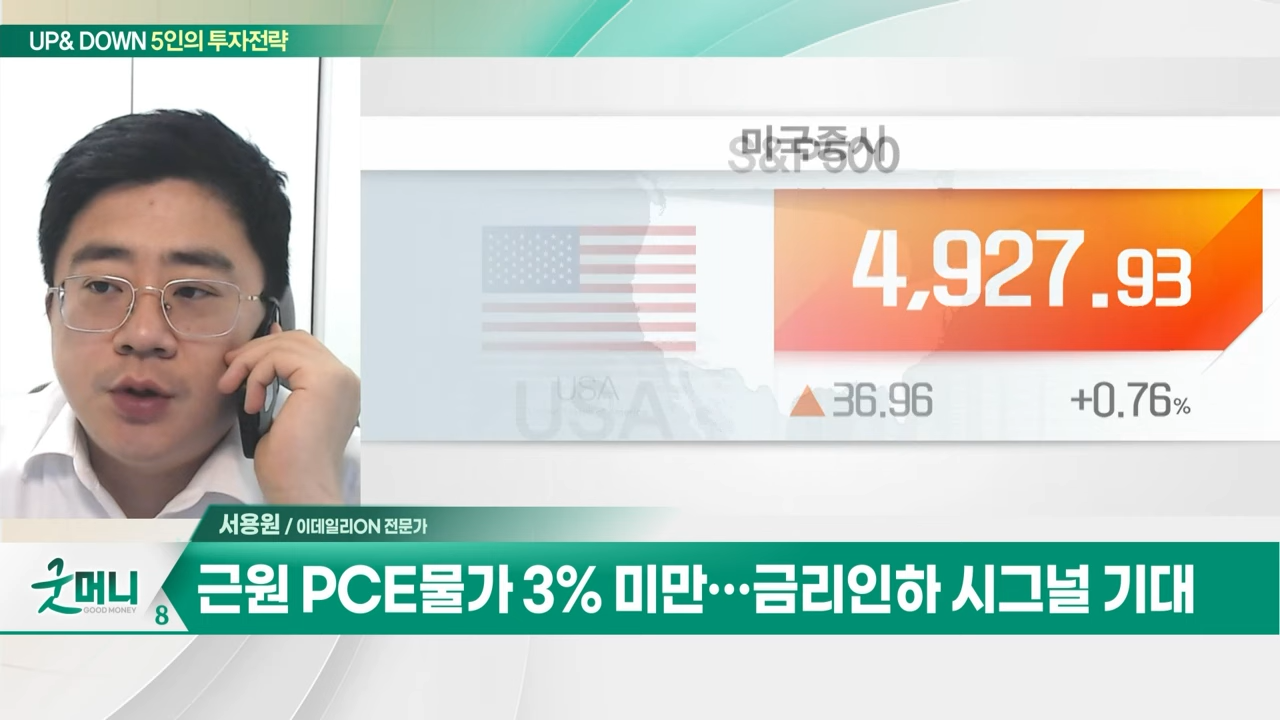 UP& DOWN 5인의 투자전략
미국증시
S&P500
4,927.93
USA
USA
▲36.96 +0.76%
서용원 / 이데일리ON 전문가
굿머니
GOOD MONEY
8
근원 PCE물가 3% 미만…금리인하 시그널 기대